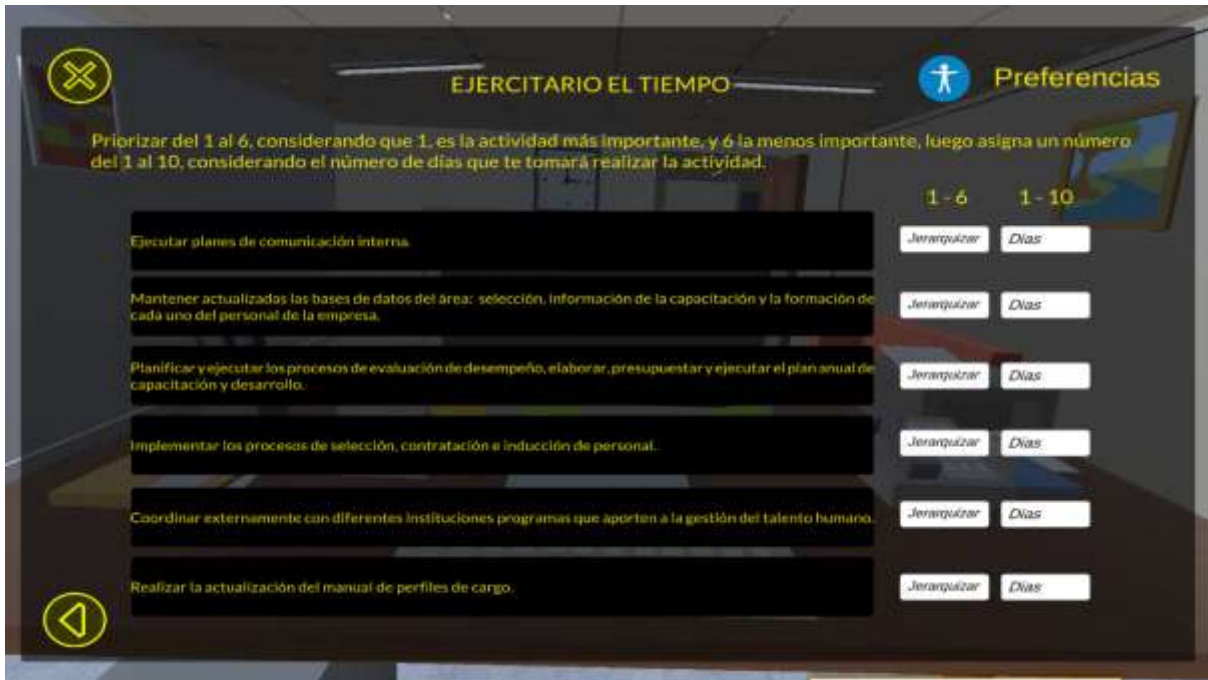 EJERCITARIO EL TIEMPO
Preferencias
Priorizar del 1 al 6, considerando que 1, es la actividad más importante, y 6 la menos importante, luego asigna un número
del 1 al 10, considerando el número de días que te tomará realizar la actividad.
1 - 6 1 - 10
Ejecutar planes de comunicación interna. Jerarquizar Días
Mantener actualizadas las bases de datos del área: selección, información de la capacitación y la formación de
cada uno del personal de la empresa. Jerarquizar Días
Planificar y ejecutar los procesos de evaluación de desempeño, elaborar, presupuestar y ejecutar el plan anual de
capacitación y desarrollo. Jerarquizar Días
Implementar los procesos de selección, contratación e inducción de personal. Jerarquizar Días
Coordinar externamente con diferentes instituciones programas que aporten a la gestión del talento humano. Jerarquizar Días
Realizar la actualización del manual de perfiles de cargo. Jerarquizar Días